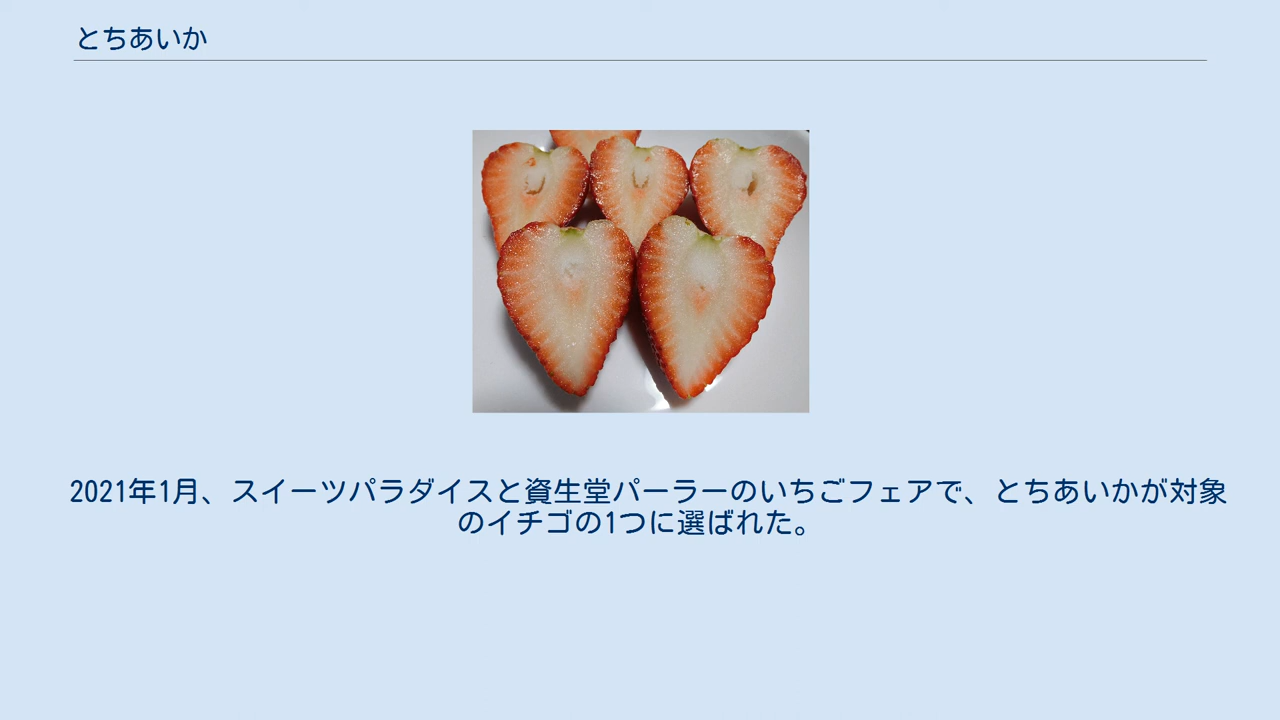 とちあいか
2021年1月、スイーツパラダイスと資生堂パーラーのいちごフェアで、とちあいかが対象
のイチゴの1つに選ばれた。